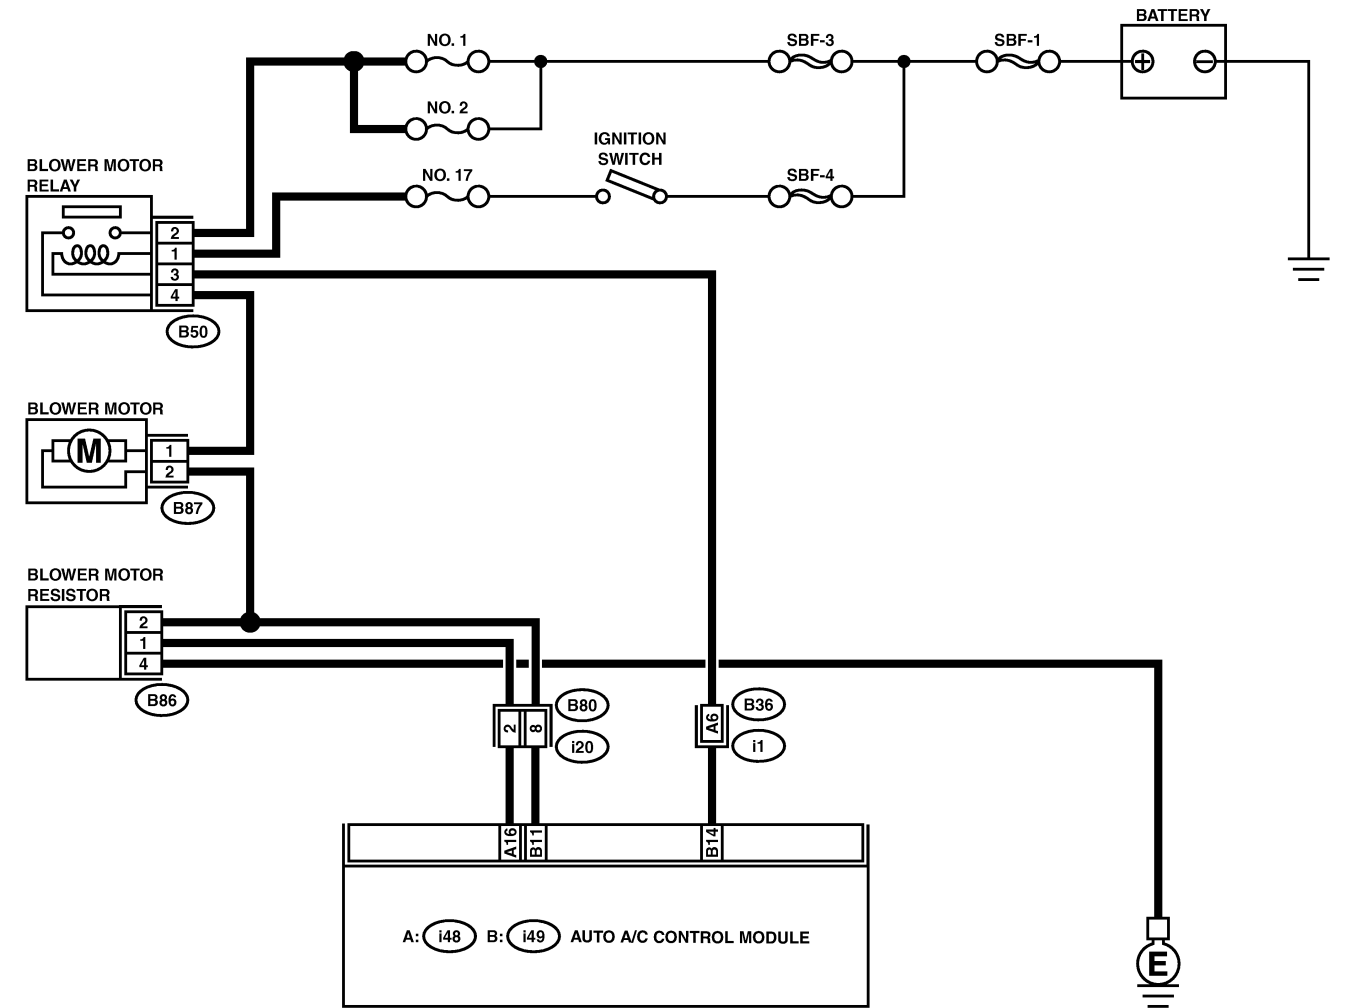 BATTERY
NO. 1
SBF-3
SBF-1
NO. 2
IGNITION
SWITCH
NO. 17
SBF-4
BLOWER MOTOR
RELAY
2
1
3
4
B50
BLOWER MOTOR
M
1
2
B87
BLOWER MOTOR
RESISTOR
2
1
4
B86
2
8
B80
i20
A6
B36
i1
A16
B11
B14
A: i48 B: i49 AUTO A/C CONTROL MODULE
E